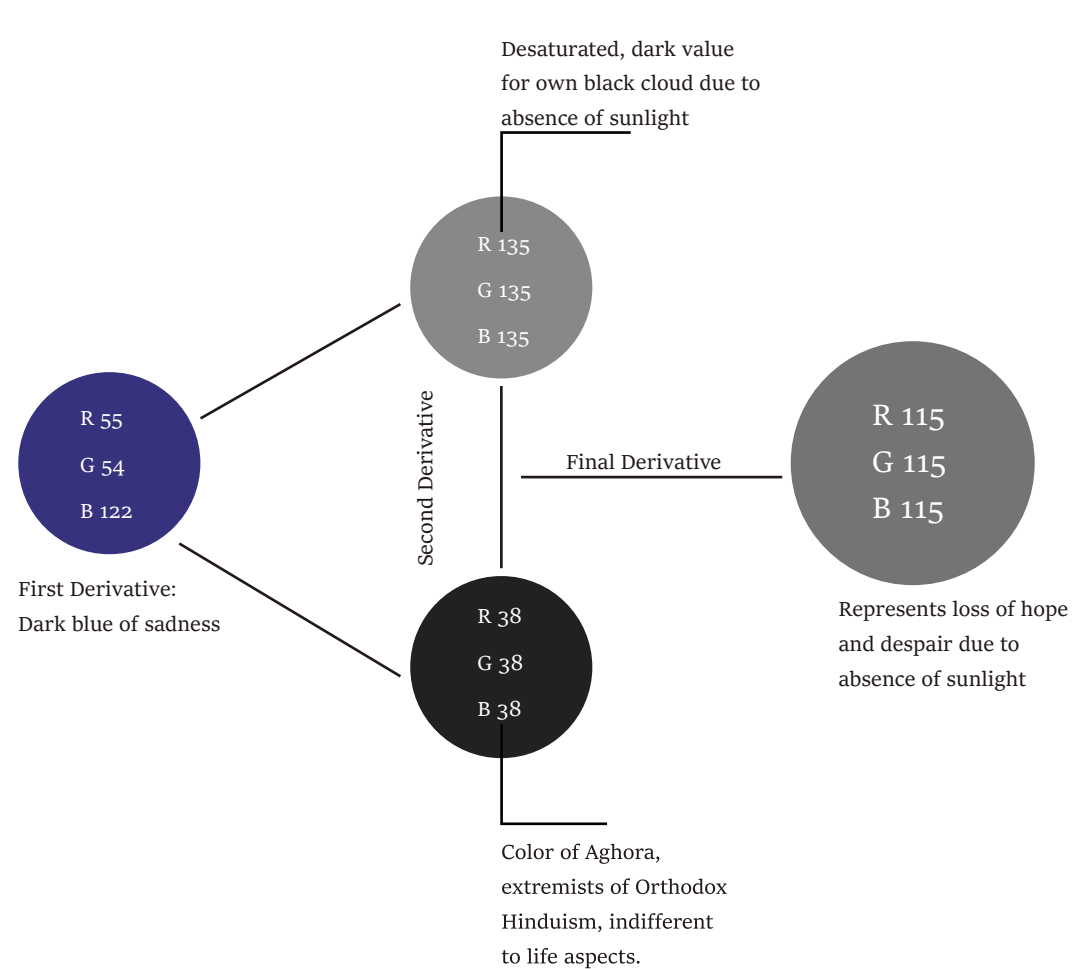 Desaturated, dark value
for own black cloud due to
absence of sunlight
R 135
G 135
B 135
R 55
G 54
B 122
First Derivative:
Dark blue of sadness
Second Derivative
Final Derivative
R 115
G 115
B 115
Represents loss of hope
and despair due to
absence of sunlight
R 38
G 38
B 38
Color of Aghora,
extremists of Orthodox
Hinduism, indifferent
to life aspects.